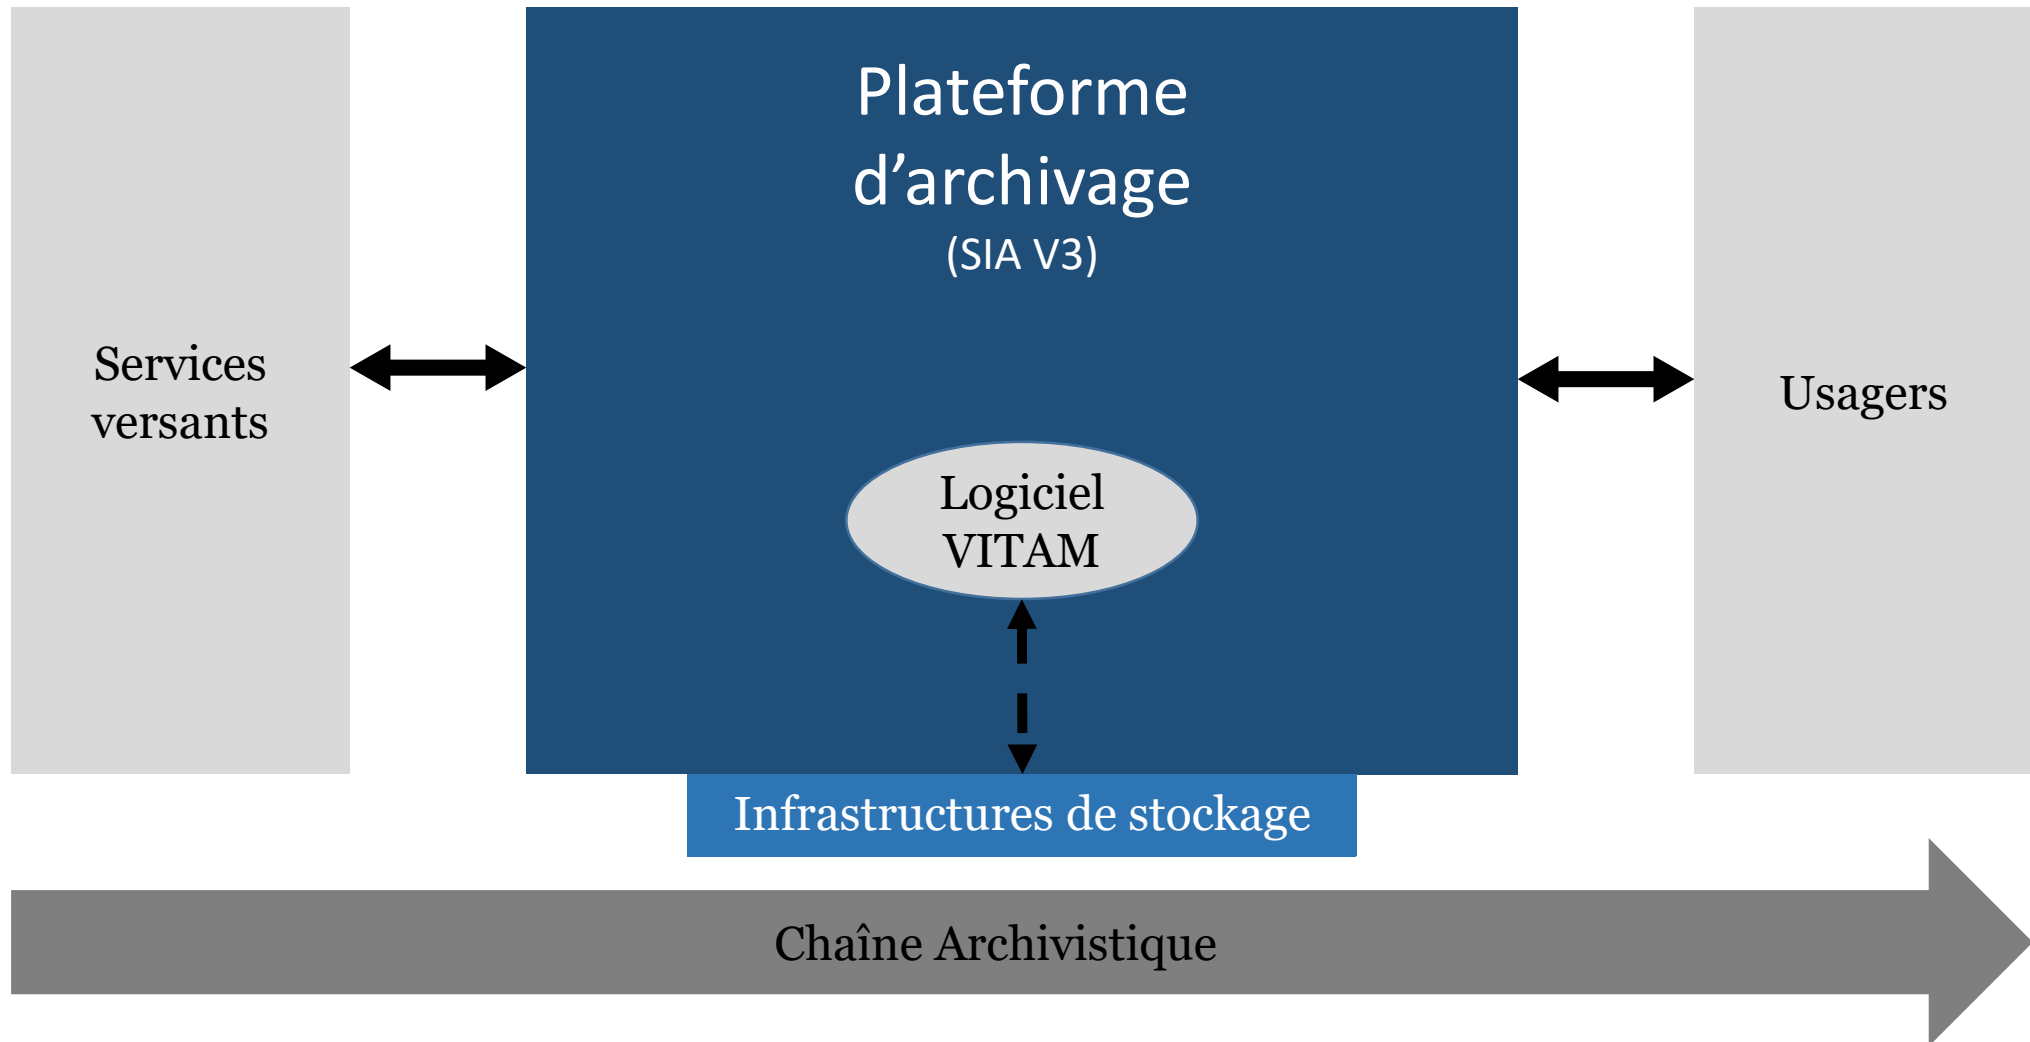 Plateforme
d’archivage
(SIA V3)
Services
versants
Usagers
Logiciel
VITAM
Infrastructures de stockage
Chaîne Archivistique